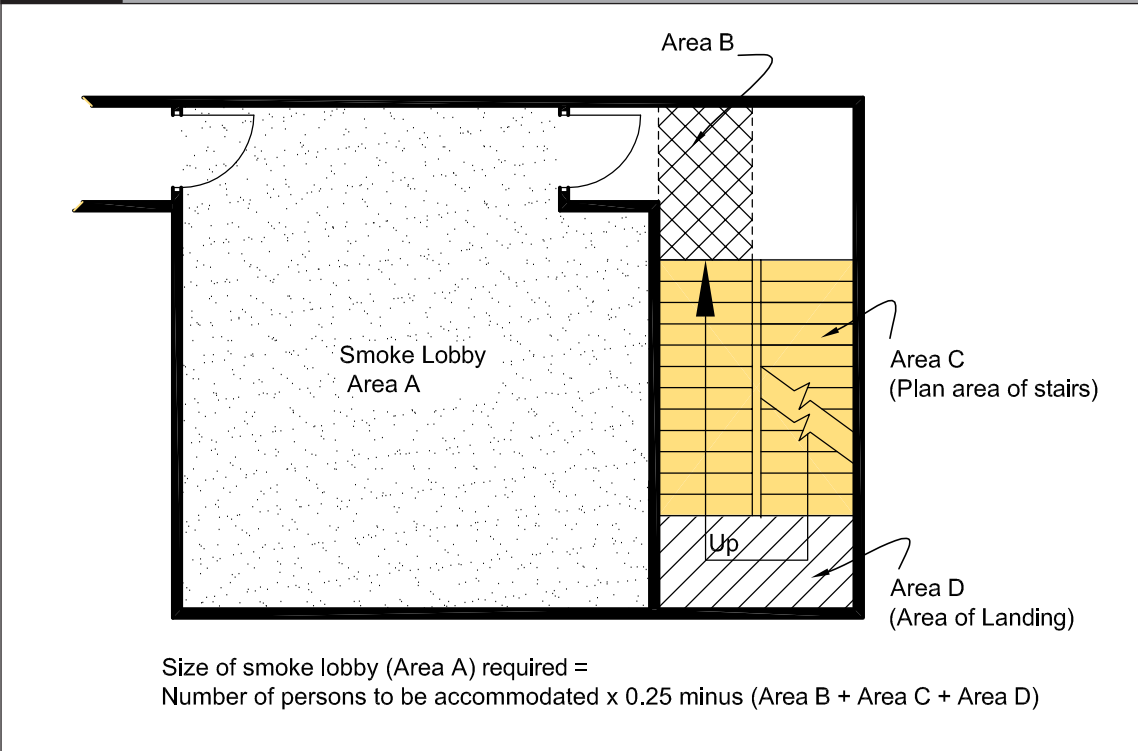 Area B
Smoke Lobby
Area A
Area C
(Plan area of stairs)
Up
Area D
(Area of Landing)
Size of smoke lobby (Area A) required =
Number of persons to be accommodated x 0.25 minus (Area B + Area C + Area D)